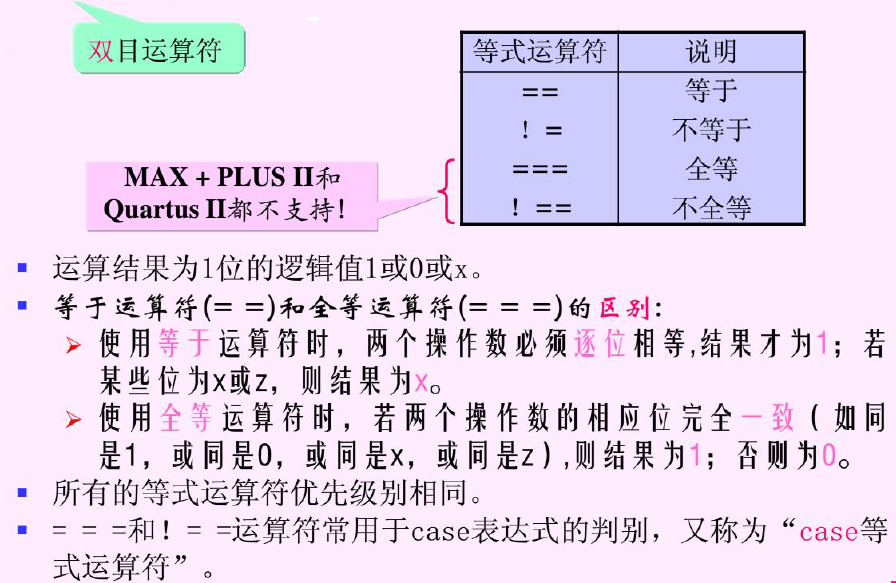 双目运算符
等式运算符 说明
== 等于
! = 不等于
=== 全等
! == 不全等
MAX + PLUS II和
Quartus II都不支持!
运算结果为1位的逻辑值1或0或x。
等于运算符(= =)和全等运算符(= = =)的区别:
使用等于运算符时，两个操作数必须逐位相等,结果才为1；若
某些位为x或z，则结果为x。
使用全等运算符时，若两个操作数的相应位完全一致（如同
是1，或同是0，或同是x，或同是z）,则结果为1；否则为0。
所有的等式运算符优先级别相同。
= = =和! = =运算符常用于case表达式的判别，又称为“case等
式运算符”。